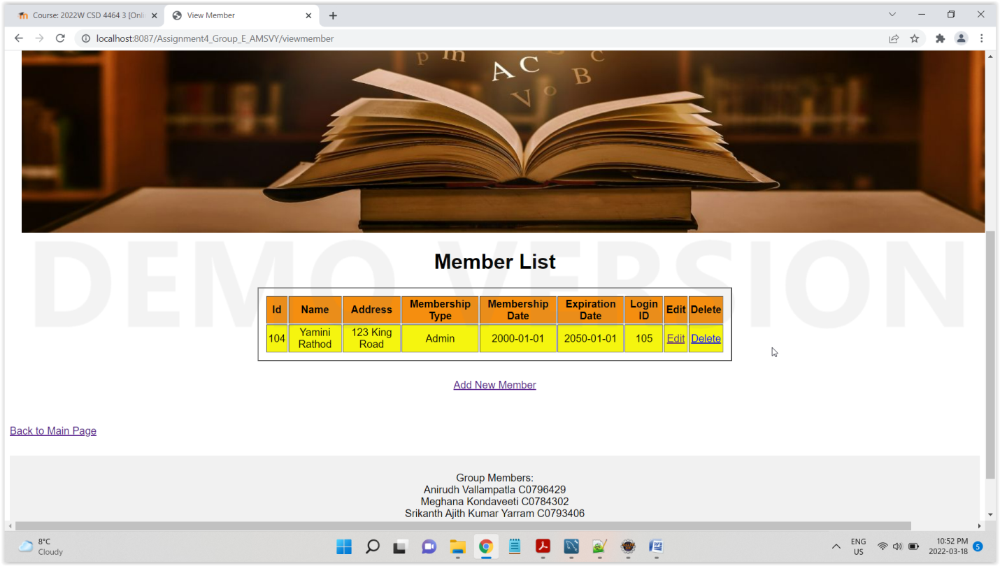 Course: 2022W CSD 4464 3 [Onli
View Member
localhost:8087/Assignment4_Group_E_AMSVY/viewmember
p m A C C
V o B
DEMO VERSION
Member List
Id Name Address Membership Type Membership Date Expiration Date Login ID Edit Delete
104 Yamini Rathod 123 King Road Admin 2000-01-01 2050-01-01 105 Edit Delete
Add New Member
Back to Main Page
Group Members:
Anirudh Vallampatla C0796429
Meghana Kondaveeti C0784302
Srikanth Ajith Kumar Yarram C0793406
8°C
Cloudy
ENG
US
10:52 PM
2022-03-18
5